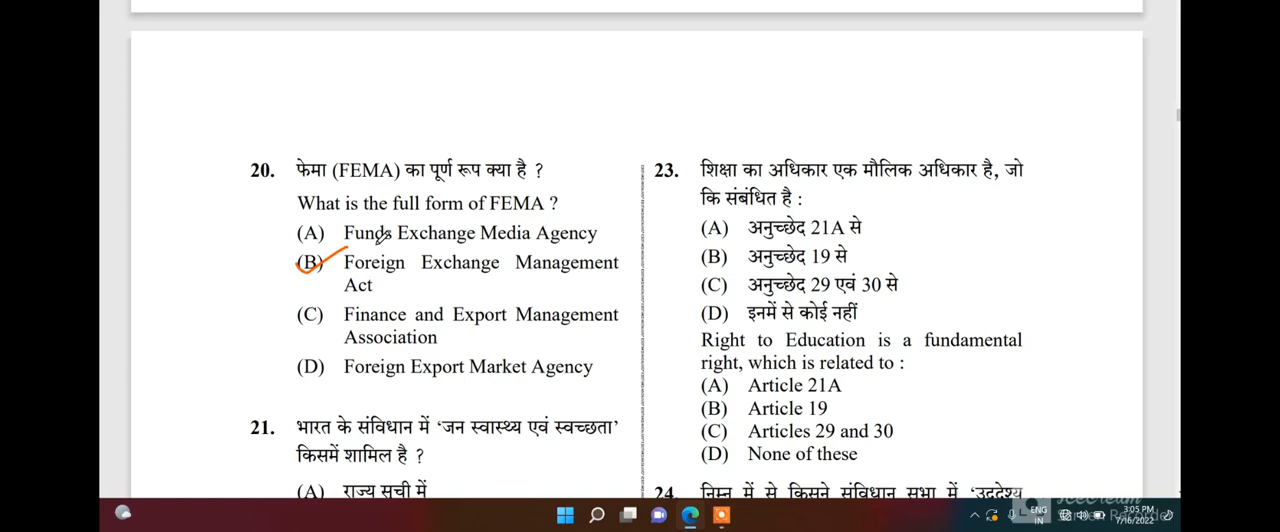 20. फेमा (FEMA) का पूर्ण रूप क्या है ?
What is the full form of FEMA ?
(A) Funds Exchange Media Agency
(B) Foreign Exchange Management
Act
(C) Finance and Export Management
Association
(D) Foreign Export Market Agency
21. भारत के संविधान में ‘जन स्वास्थ्य एवं स्वच्छता’
किसमें शामिल है ?
(A) राज्य सूची में
23. शिक्षा का अधिकार एक मौलिक अधिकार है, जो
कि संबंधित है :
(A) अनुच्छेद 21A से
(B) अनुच्छेद 19 से
(C) अनुच्छेद 29 एवं 30 से
(D) इनमें से कोई नहीं
Right to Education is a fundamental
right, which is related to :
(A) Article 21A
(B) Article 19
(C) Articles 29 and 30
(D) None of these
24. निम्न में से किसने संविधान सभा में ‘उद्देश्य
ENG
IN
3:05 PM
7/16/2022